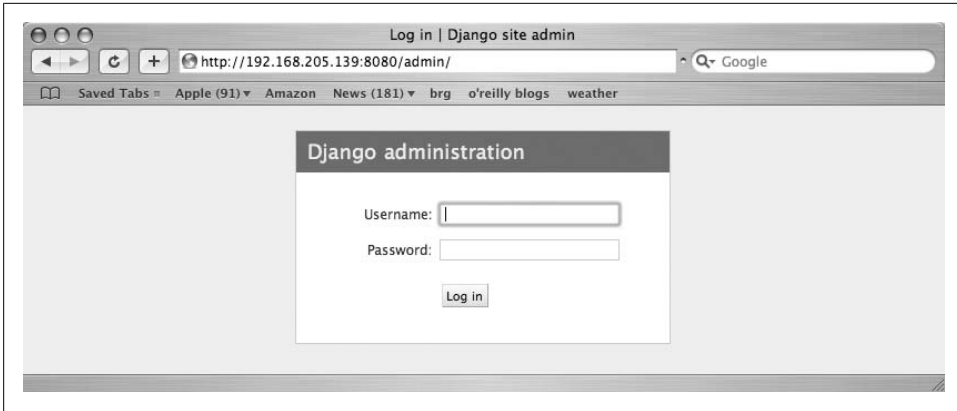 Log in | Django site admin
http://192.168.205.139:8080/admin/
Google
Saved Tabs Apple (91) Amazon News (181) brg o'reilly blogs weather
Django administration
Username:
Password:
Log in